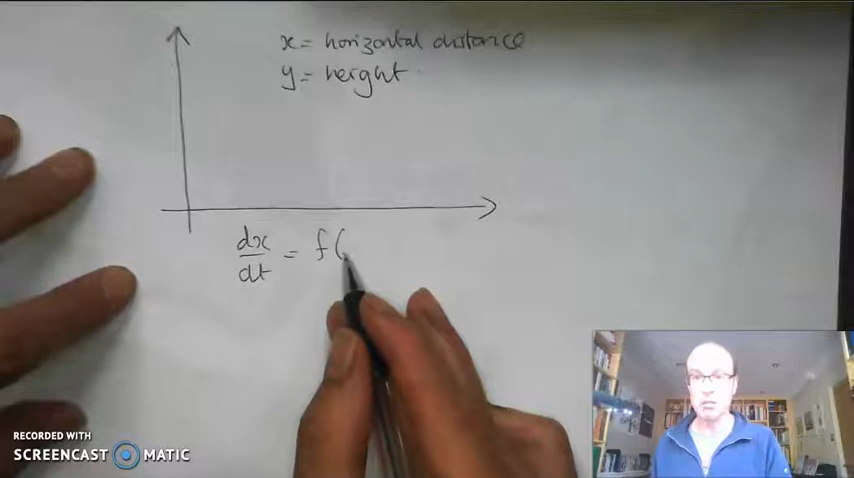 x = horizontal distance
y = height
dx/dt = f(
RECORDED WITH
SCREENCAST MATIC